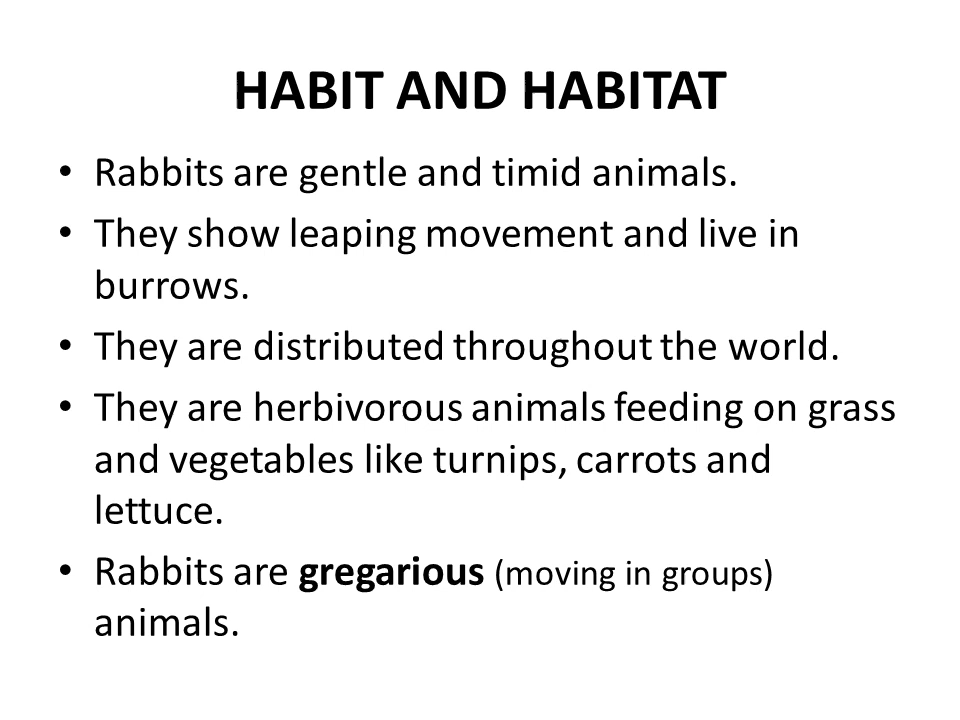 HABIT AND HABITAT
• Rabbits are gentle and timid animals.
• They show leaping movement and live in
burrows.
• They are distributed throughout the world.
• They are herbivorous animals feeding on grass
and vegetables like turnips, carrots and
lettuce.
• Rabbits are gregarious (moving in groups)
animals.